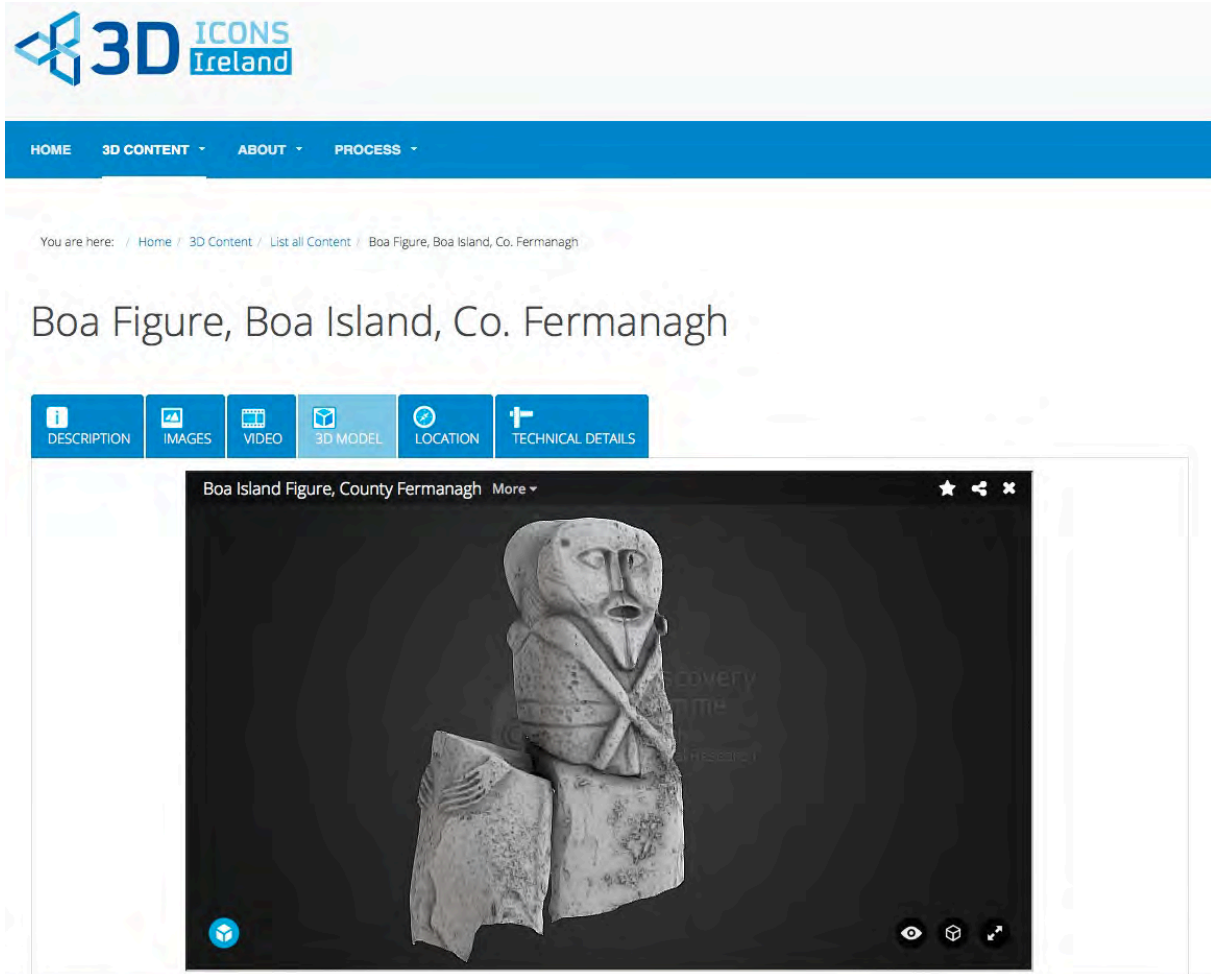 3D ICONS
Ireland
HOME 3D CONTENT ABOUT PROCESS
You are here: / Home / 3D Content / List all Content / Boa Figure, Boa Island, Co. Fermanagh
Boa Figure, Boa Island, Co. Fermanagh
DESCRIPTION IMAGES VIDEO 3D MODEL LOCATION TECHNICAL DETAILS
Boa Island Figure, County Fermanagh More